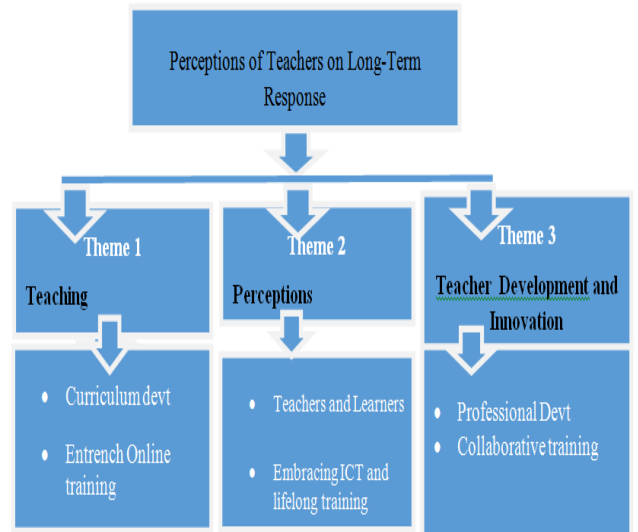 Perceptions of Teachers on Long-Term
Response
Theme 1
Teaching
Theme 2
Perceptions
Theme 3
Teacher Development and
Innovation
• Curriculum devt
• Entrench Online
training
• Teachers and Learners
• Embracing ICT and
lifelong training
• Professional Devt
• Collaborative training